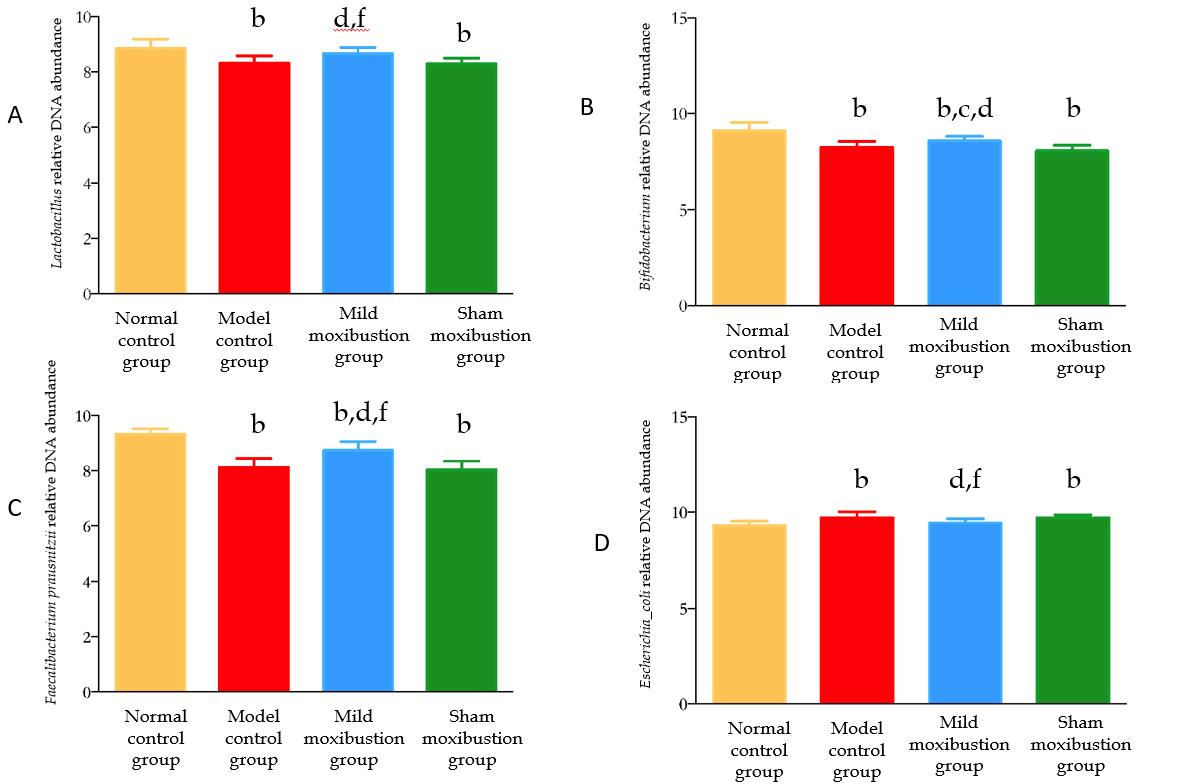 A
Lactobacillus relative DNA abundance
10
8
6
4
2
0
b
d,f
b
Normal control group
Model control group
Mild moxibustion group
Sham moxibustion group
B
Bifidobacterium relative DNA abundance
15
10
5
0
b
b,c,d
b
Normal control group
Model control group
Mild moxibustion group
Sham moxibustion group
C
Faecalibacterium prausnitzii relative DNA abundance
10
8
6
4
2
0
b
b,d,f
b
Normal control group
Model control group
Mild moxibustion group
Sham moxibustion group
D
Escherichia_coli relative DNA abundance
15
10
5
0
b
d,f
b
Normal control group
Model control group
Mild moxibustion group
Sham moxibustion group